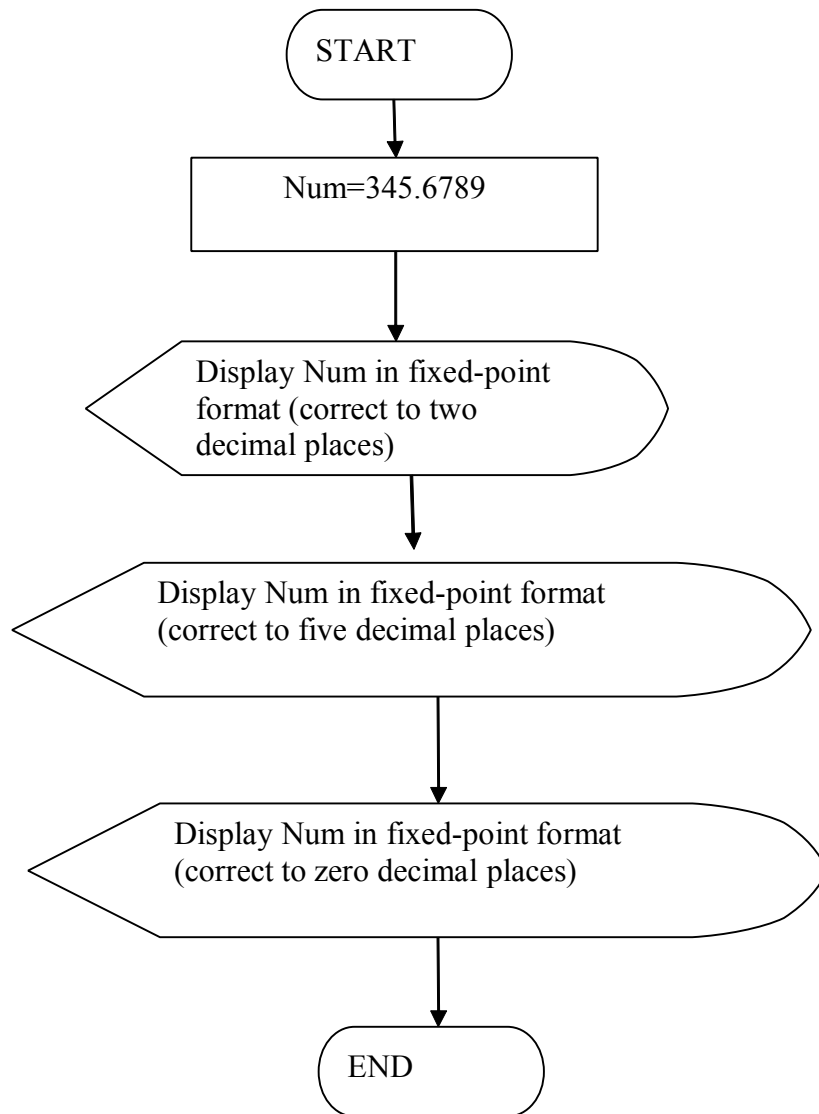 START
Num=345.6789
Display Num in fixed-point
format (correct to two
decimal places)
Display Num in fixed-point format
(correct to five decimal places)
Display Num in fixed-point format
(correct to zero decimal places)
END